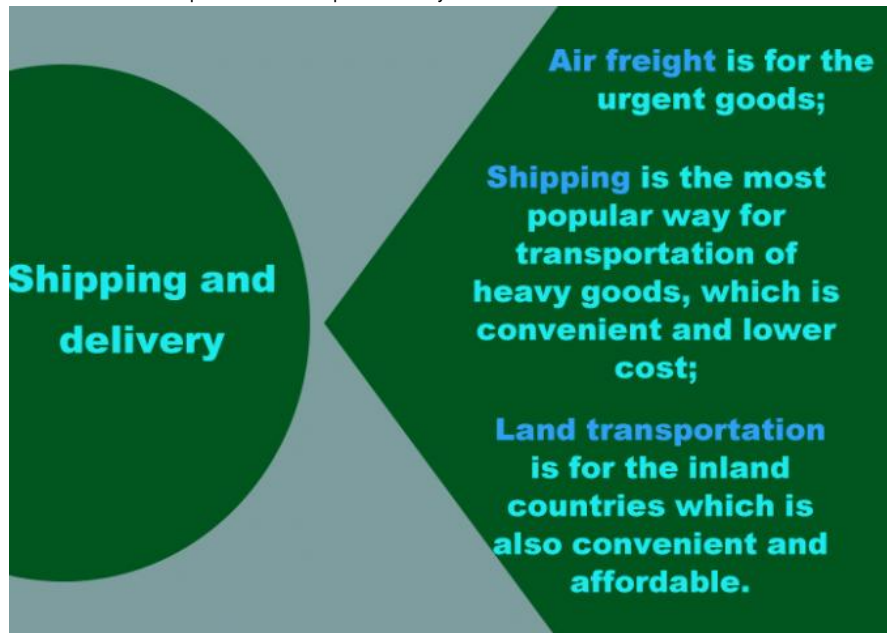 Shipping and
delivery
Air freight is for the
urgent goods;
Shipping is the most
popular way for
transportation of
heavy goods, which is
convenient and lower
cost;
Land transportation
is for the inland
countries which is
also convenient and
affordable.